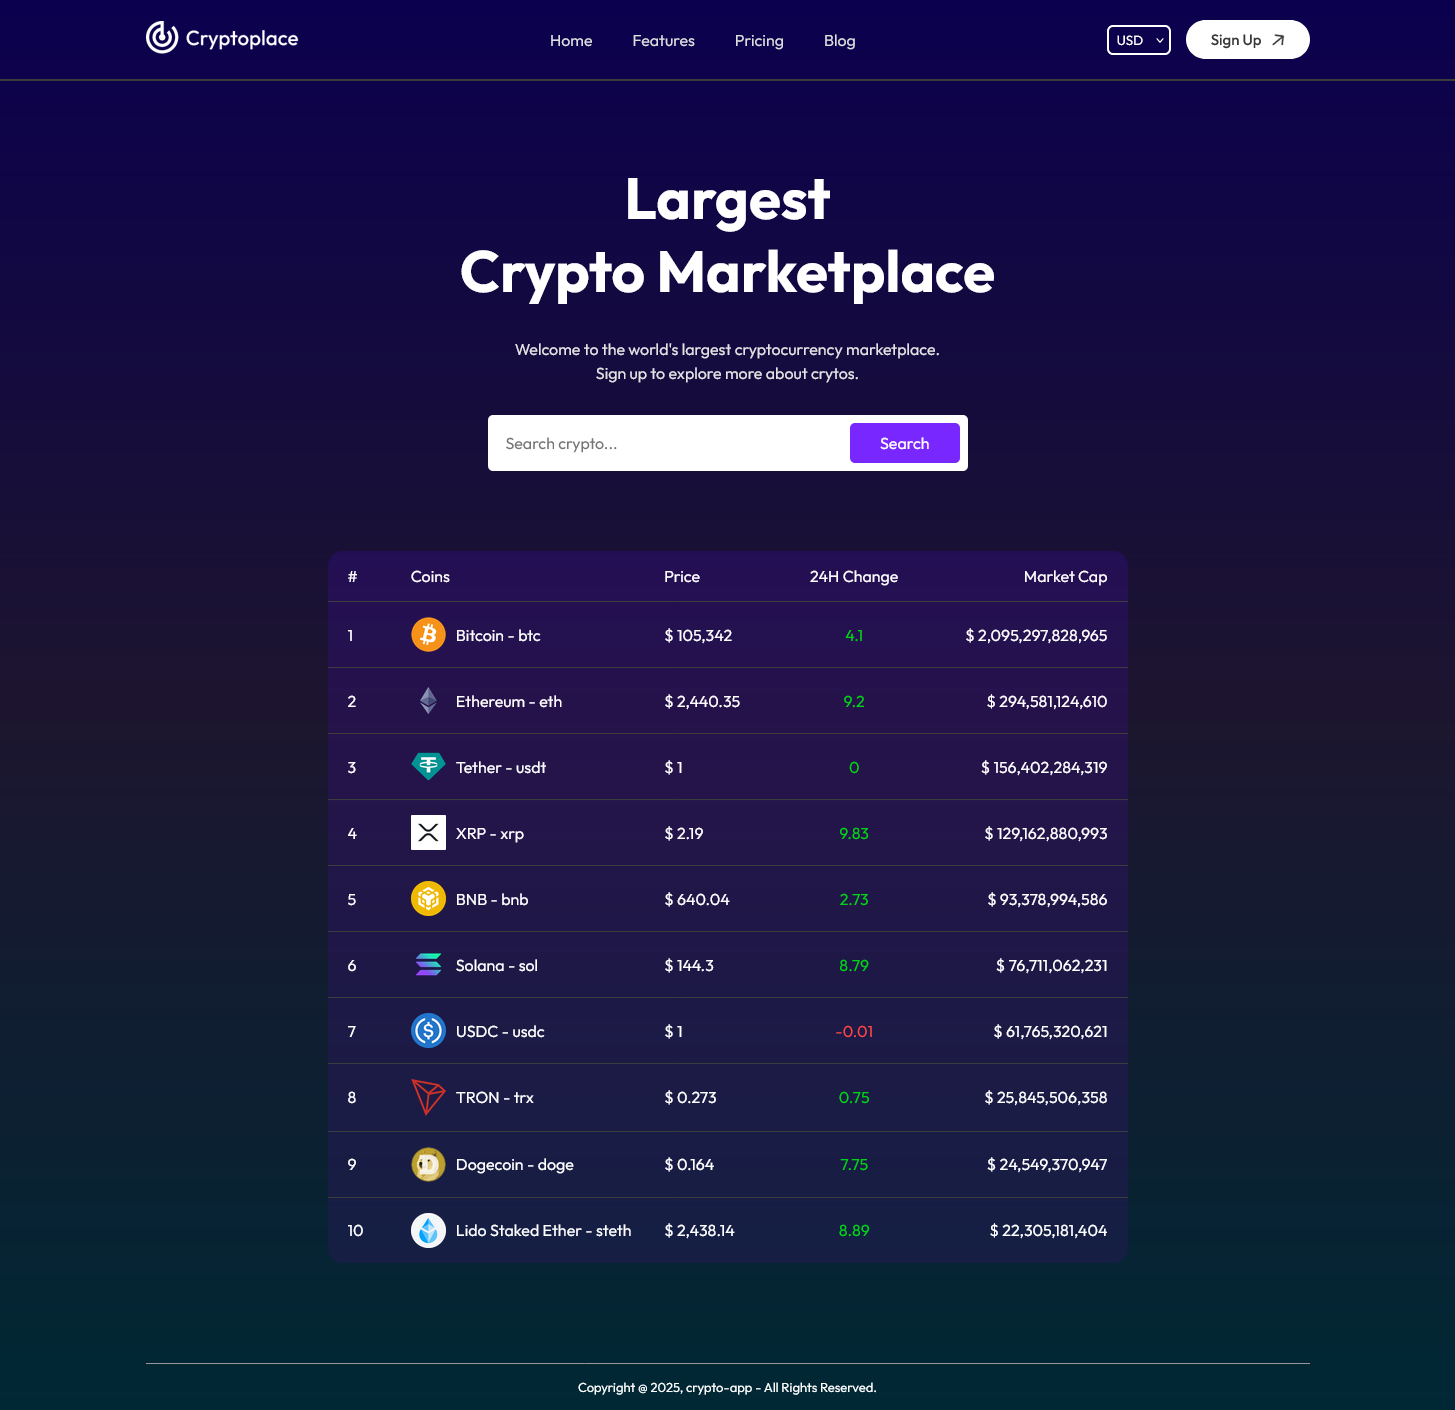 Cryptoplace Home Features Pricing Blog USD Sign Up
Largest
Crypto Marketplace
Welcome to the world's largest cryptocurrency marketplace.
Sign up to explore more about crytos.
Search crypto... Search
# Coins Price 24H Change Market Cap
1 Bitcoin - btc $ 105,342 4.1 $ 2,095,297,828,965
2 Ethereum - eth $ 2,440.35 9.2 $ 294,581,124,610
3 Tether - usdt $ 1 0 $ 156,402,284,319
4 XRP - xrp $ 2.19 9.83 $ 129,162,880,993
5 BNB - bnb $ 640.04 2.73 $ 93,378,994,586
6 Solana - sol $ 144.3 8.79 $ 76,711,062,231
7 USDC - usdc $ 1 -0.01 $ 61,765,320,621
8 TRON - trx $ 0.273 0.75 $ 25,845,506,358
9 Dogecoin - doge $ 0.164 7.75 $ 24,549,370,947
10 Lido Staked Ether - steth $ 2,438.14 8.89 $ 22,305,181,404
Copyright @ 2025, crypto-app - All Rights Reserved.